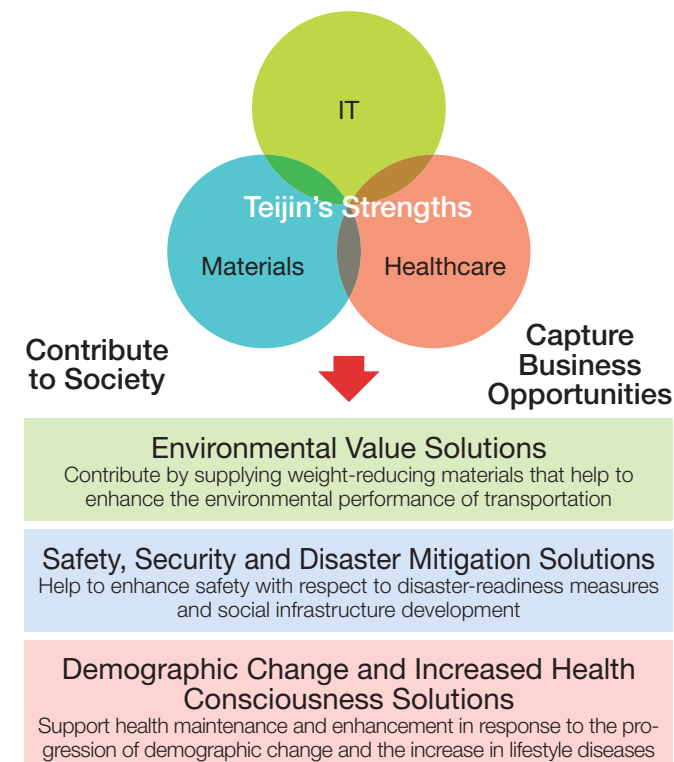 IT
Teijin's Strengths
Materials
Healthcare
Contribute
to Society
Capture
Business
Opportunities
Environmental Value Solutions
Contribute by supplying weight-reducing materials that help to
enhance the environmental performance of transportation
Safety, Security and Disaster Mitigation Solutions
Help to enhance safety with respect to disaster-readiness measures
and social infrastructure development
Demographic Change and Increased Health
Consciousness Solutions
Support health maintenance and enhancement in response to the pro-
gression of demographic change and the increase in lifestyle diseases